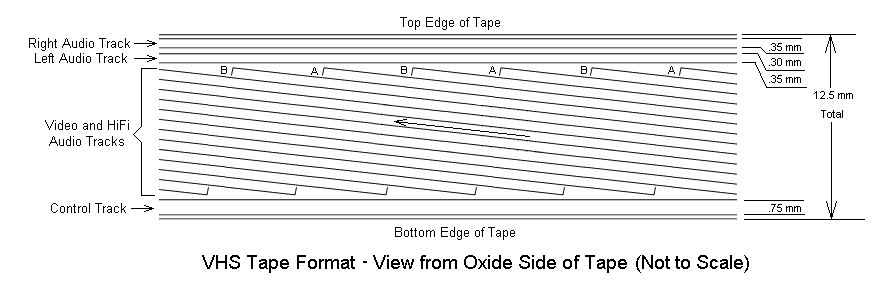 Top Edge of Tape
Right Audio Track
Left Audio Track
.35 mm
.30 mm
.35 mm
B A B A B A
12.5 mm
Total
Video and HiFi
Audio Tracks
Control Track
.75 mm
Bottom Edge of Tape
VHS Tape Format - View from Oxide Side of Tape (Not to Scale)